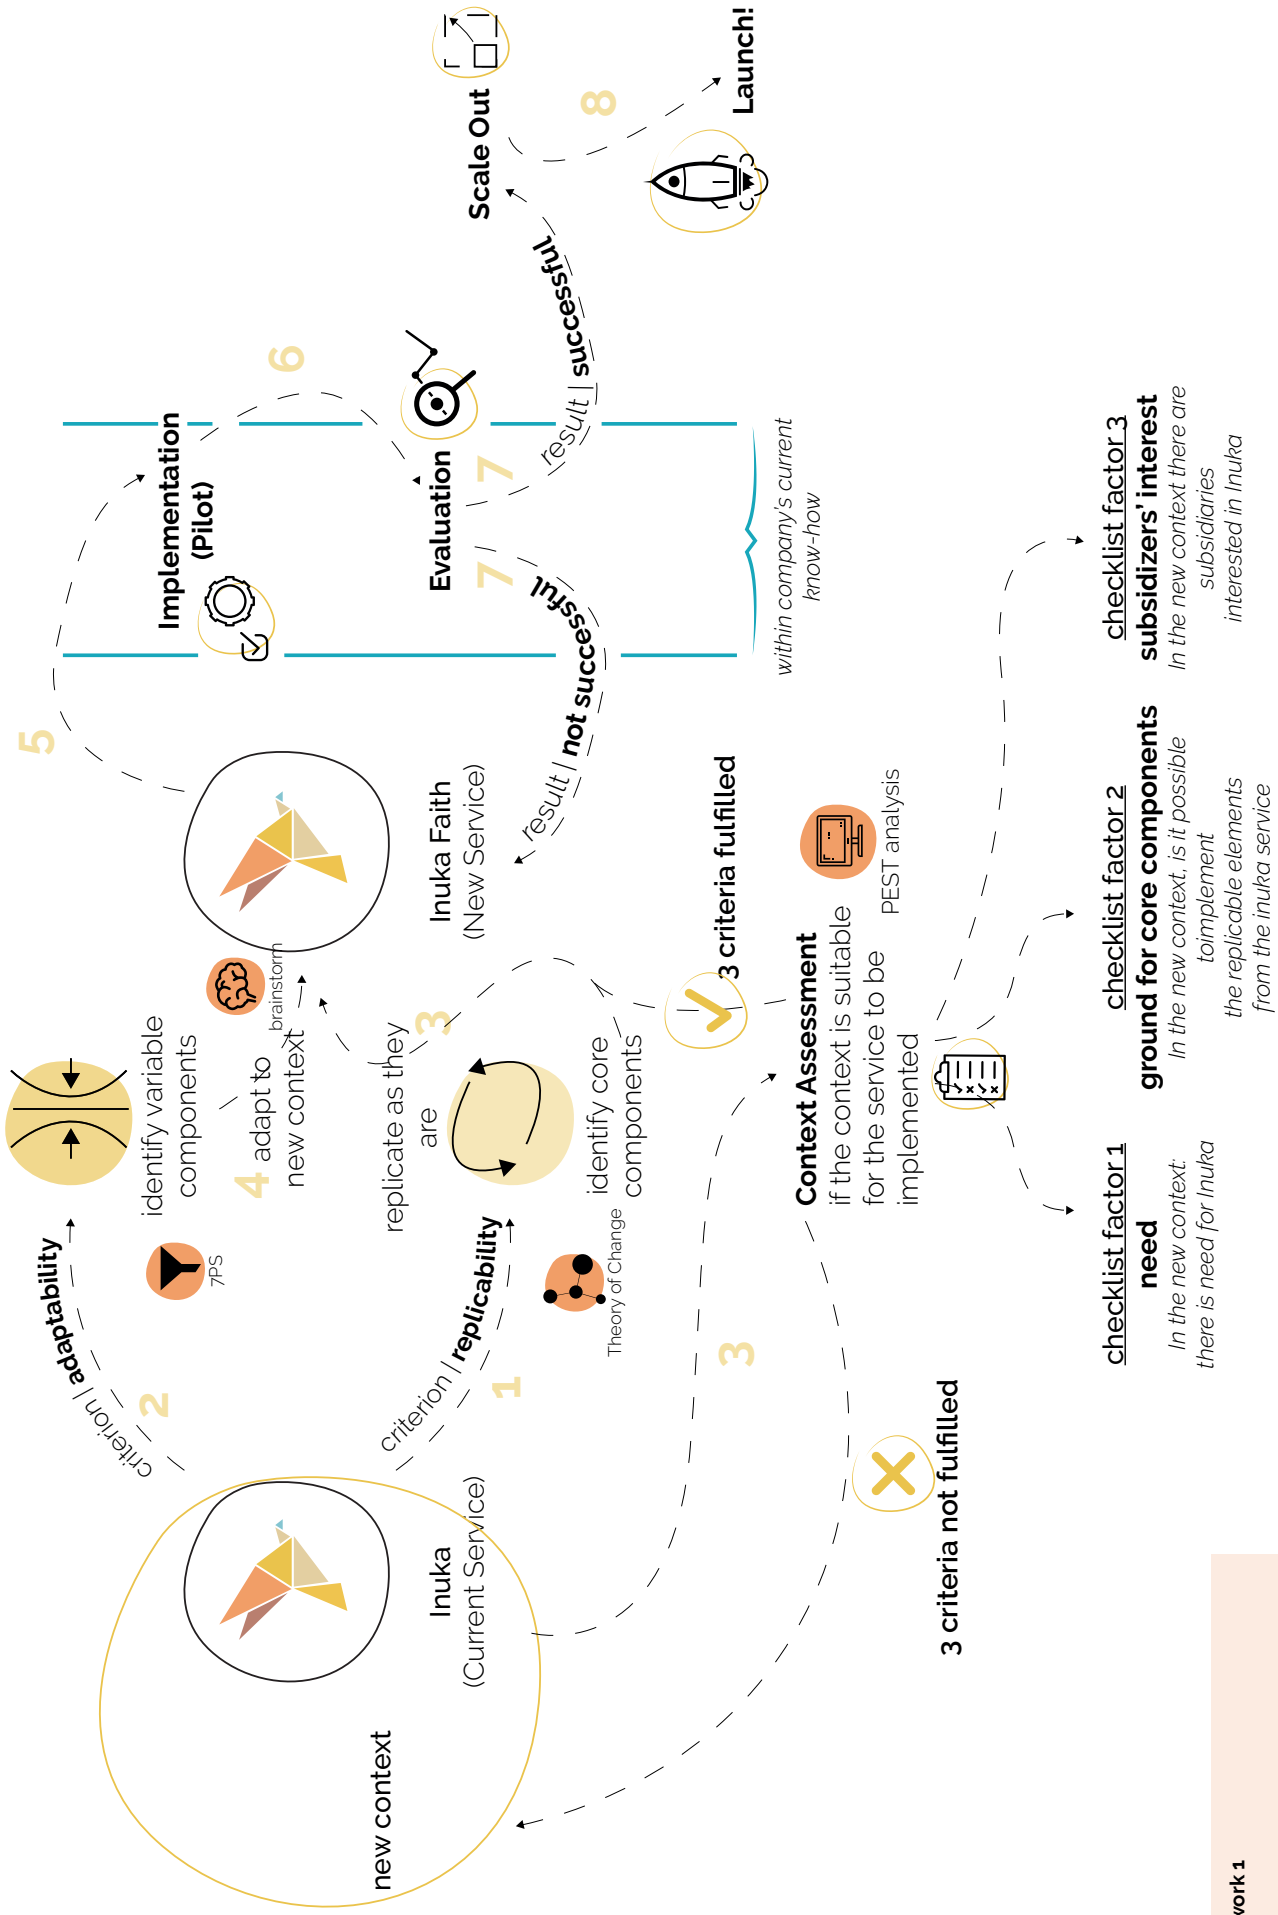 new context
Inuka
(Current Service)
criterion | adaptability
2
7PS
criterion | replicability
1
Theory of Change
identify variable
components
4
adapt to
new context
brainstorm
replicate as they
are
3
identify core
components
Inuka Faith
(New Service)
5
Implementation
(Pilot)
6
Evaluation
7
result | not successful
7
result | successful
within company's current
know-how
Scale Out
8
Launch!
3
Context Assessment
if the context is suitable
for the service to be
implemented
PEST analysis
3 criteria fulfilled
3 criteria not fulfilled
checklist factor 1
need
In the new context:
there is need for Inuka
checklist factor 2
ground for core components
In the new context, is it possible
toimplement
the replicable elements
from the inuka service
checklist factor 3
subsidizers' interest
In the new context there are
subsidiaries
interested in Inuka
work 1